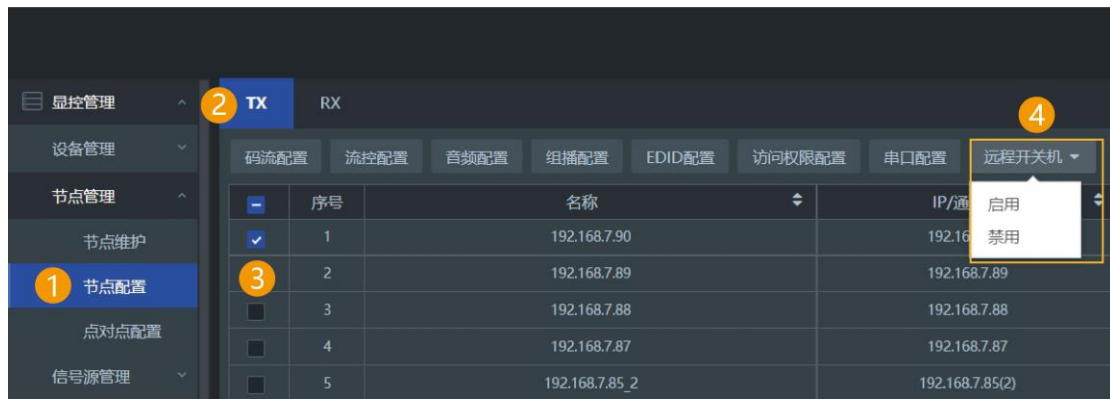 显控管理
设备管理
节点管理
节点维护
1 节点配置
点对点配置
信号源管理
2 TX RX
4
码流配置 流控配置 音频配置 组播配置 EDID配置 访问权限配置 串口配置 远程开关机
启用
禁用
序号 名称 IP/通
1 192.168.7.90 192.16
3 2 192.168.7.89 192.168.7.89
3 192.168.7.88 192.168.7.88
4 192.168.7.87 192.168.7.87
5 192.168.7.85_2 192.168.7.85(2)